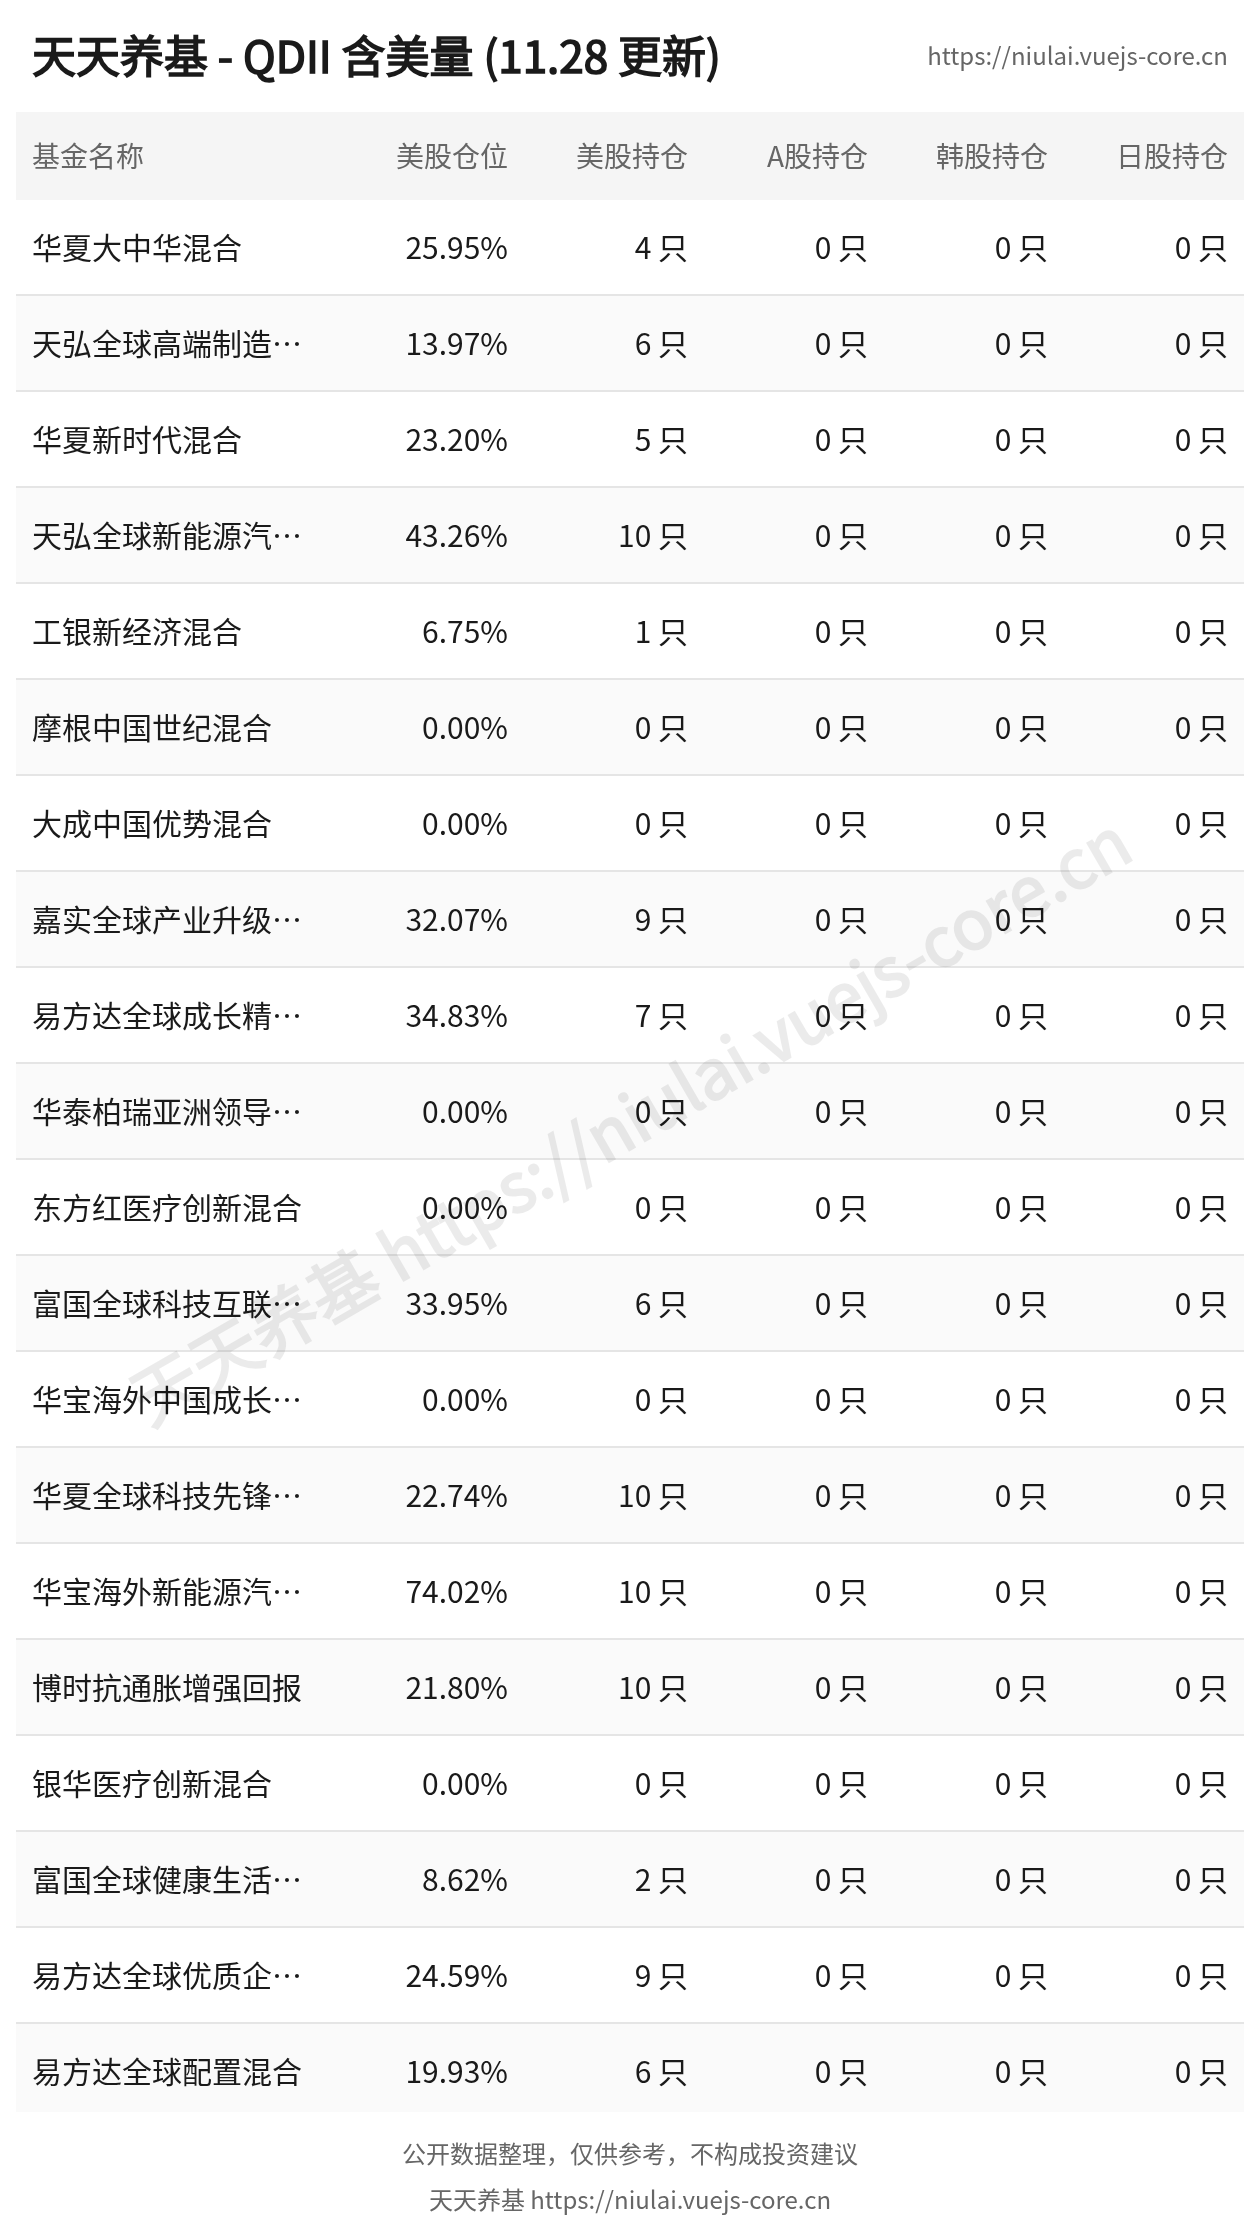 天天养基 - QDII 含美量 (11.28 更新) https://niulai.vuejs-core.cn
基金名称 美股仓位 美股持仓 A股持仓 韩股持仓 日股持仓
华夏大中华混合 25.95% 4 只 0 只 0 只 0 只
天弘全球高端制造… 13.97% 6 只 0 只 0 只 0 只
华夏新时代混合 23.20% 5 只 0 只 0 只 0 只
天弘全球新能源汽… 43.26% 10 只 0 只 0 只 0 只
工银新经济混合 6.75% 1 只 0 只 0 只 0 只
摩根中国世纪混合 0.00% 0 只 0 只 0 只 0 只
大成中国优势混合 0.00% 0 只 0 只 0 只 0 只
嘉实全球产业升级… 32.07% 9 只 0 只 0 只 0 只
易方达全球成长精… 34.83% 7 只 0 只 0 只 0 只
华泰柏瑞亚洲领导… 0.00% 0 只 0 只 0 只 0 只
东方红医疗创新混合 0.00% 0 只 0 只 0 只 0 只
富国全球科技互联… 33.95% 6 只 0 只 0 只 0 只
华宝海外中国成长… 0.00% 0 只 0 只 0 只 0 只
华夏全球科技先锋… 22.74% 10 只 0 只 0 只 0 只
华宝海外新能源汽… 74.02% 10 只 0 只 0 只 0 只
博时抗通胀增强回报 21.80% 10 只 0 只 0 只 0 只
银华医疗创新混合 0.00% 0 只 0 只 0 只 0 只
富国全球健康生活… 8.62% 2 只 0 只 0 只 0 只
易方达全球优质企… 24.59% 9 只 0 只 0 只 0 只
易方达全球配置混合 19.93% 6 只 0 只 0 只 0 只
天天养基 https://niulai.vuejs-core.cn
公开数据整理，仅供参考，不构成投资建议
天天养基 https://niulai.vuejs-core.cn